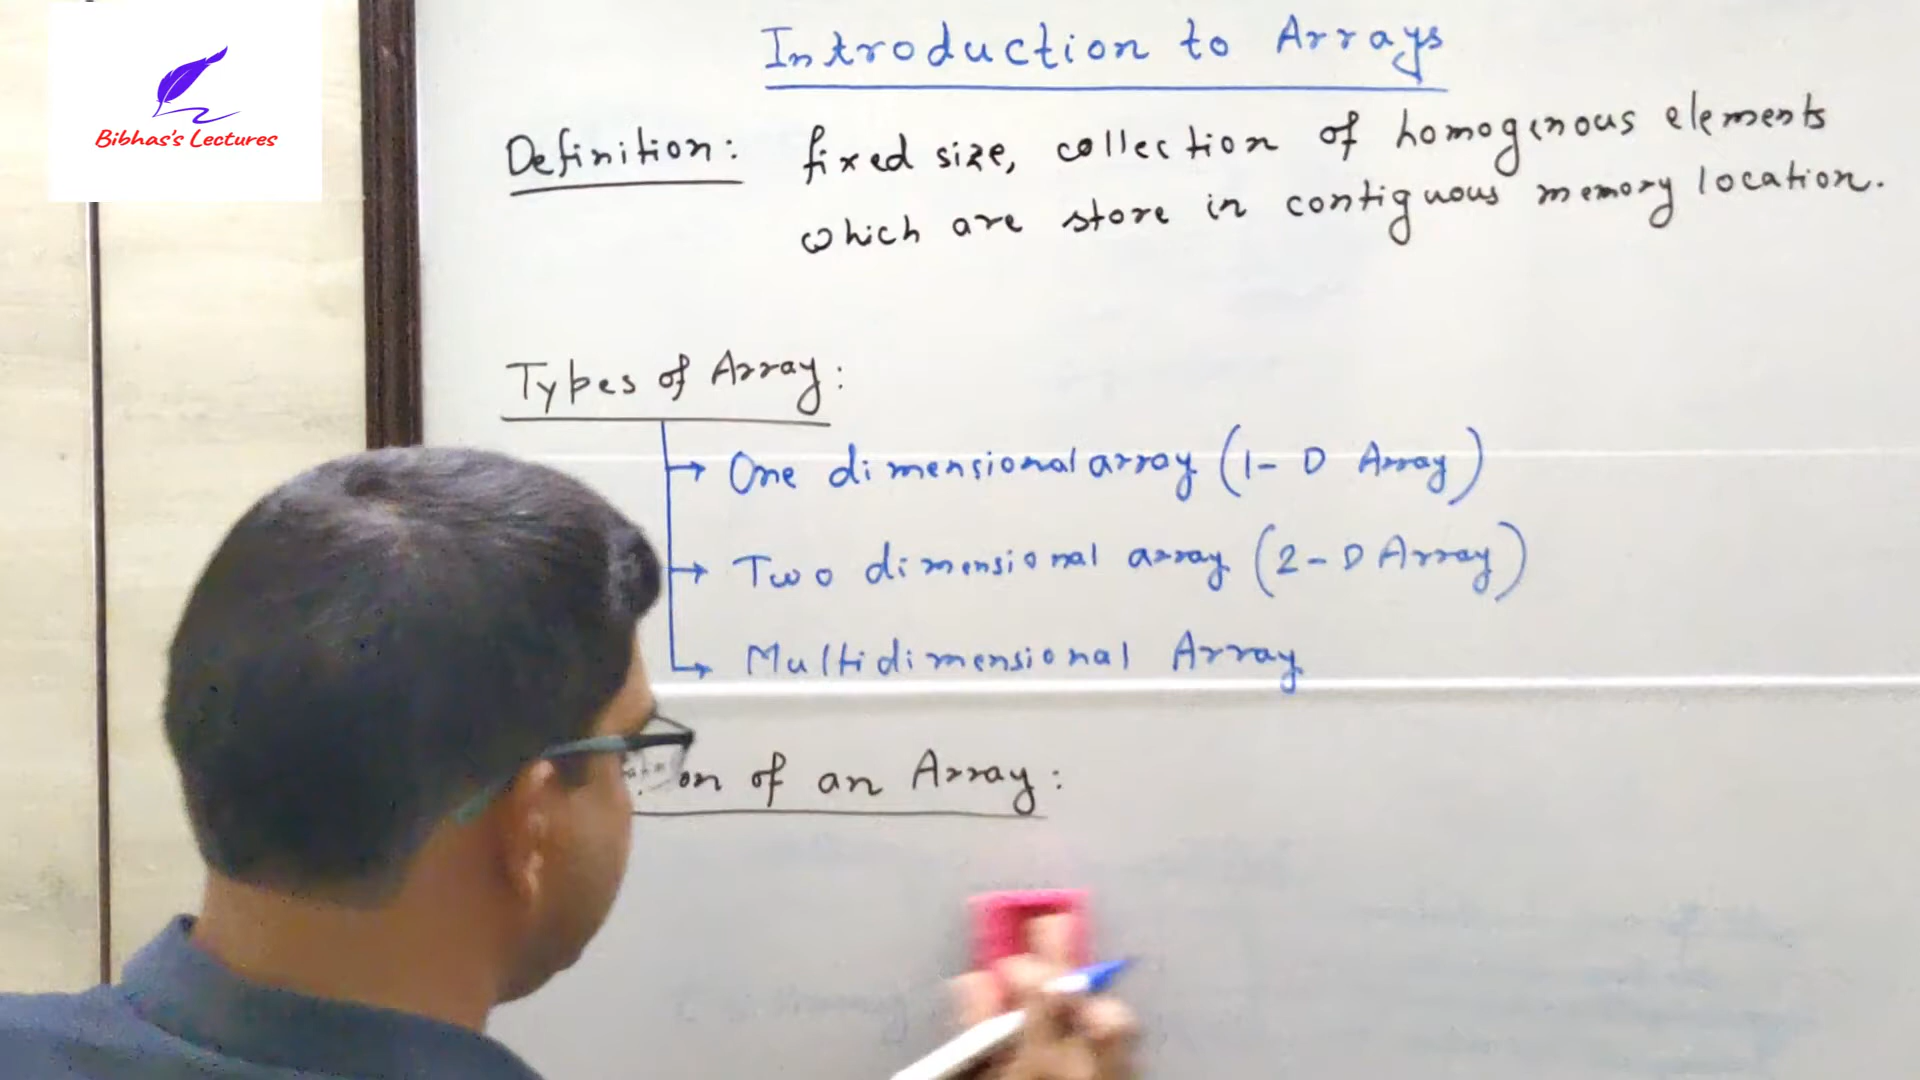 Bibhas's Lectures
Introduction to Arrays
Definition: fixed size, collection of homogenous elements
which are store in contiguous memory location.
Types of Array:
One dimensional array (1-D Array)
Two dimensional array (2-D Array)
Multidimensional Array
on of an Array: